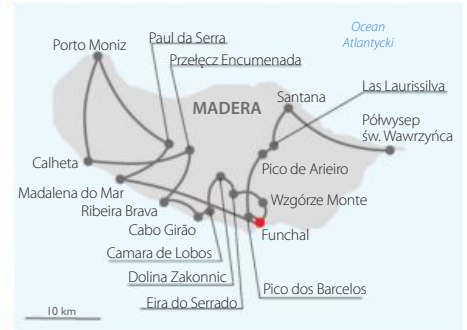 Ocean
Atlantycki
Paul da Serra
Porto Moniz
Przełęcz Encumenada
Las Laurissilva
Santana
MADERA
Półwysep
św. Wawrzyńca
Calheta
Pico de Arieiro
Madalena do Mar
Wzgórze Monte
Ribeira Brava
Cabo Girão
Funchal
Camara de Lobos
Dolina Zakonnic
Pico dos Barcelos
Eira do Serrado
10 km